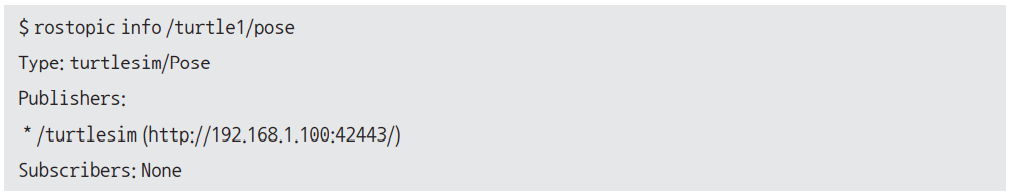 $ rostopic info /turtle1/pose
Type: turtlesim/Pose
Publishers:
* /turtlesim (http://192.168.1.100:42443/)
Subscribers: None